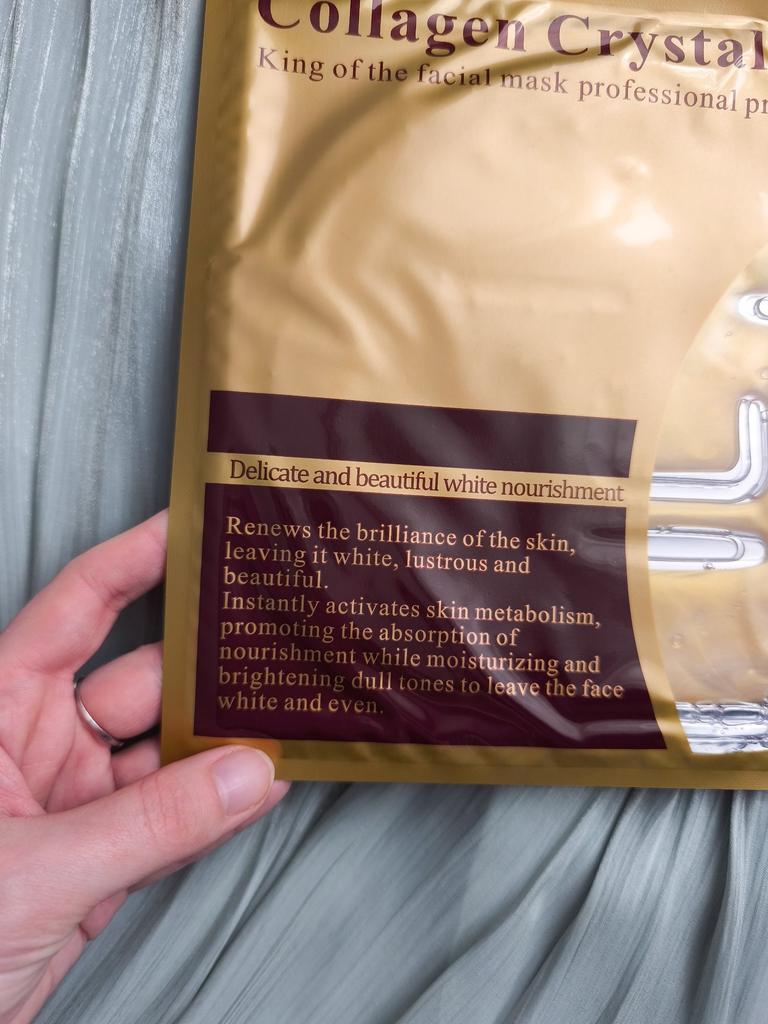 Collagen Crystal
King of the facial mask professional
Delicate and beautiful white nourishment
Renews the brilliance of the skin,
leaving it white, lustrous and
beautiful.
Instantly activates skin metabolism,
promoting the absorption of
nourishment while moisturizing and
brightening dull tones to leave the face
white and even.